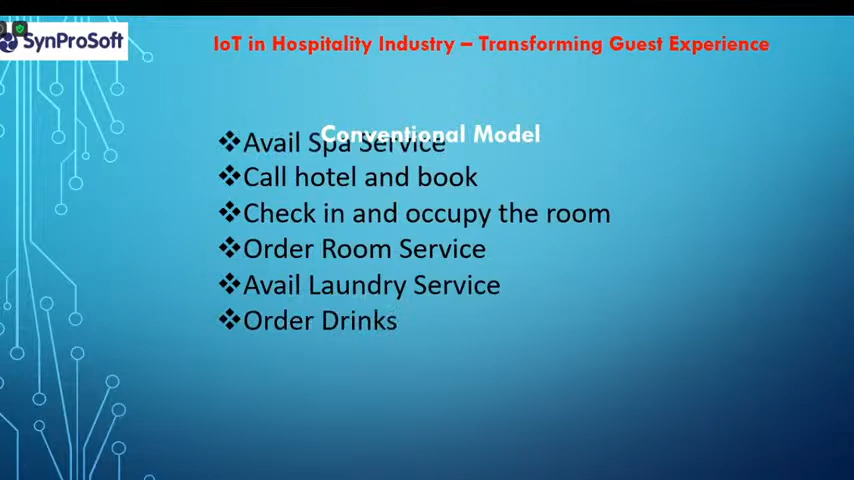 SynProSoft
IoT in Hospitality Industry – Transforming Guest Experience
Conventional Model
❖Avail Spa Service
❖Call hotel and book
❖Check in and occupy the room
❖Order Room Service
❖Avail Laundry Service
❖Order Drinks